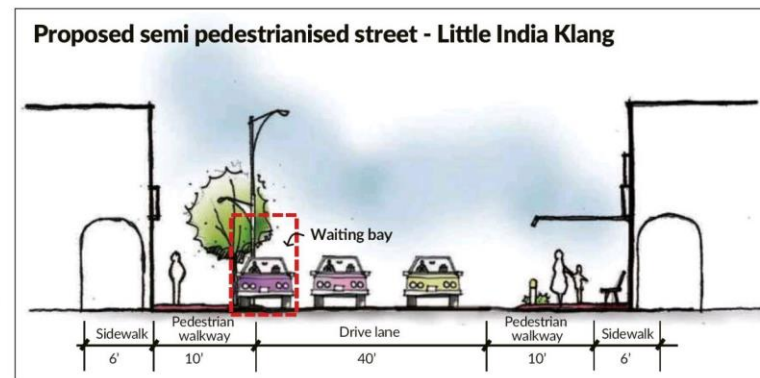 Proposed semi pedestrianised street - Little India Klang
Waiting bay
Sidewalk
Pedestrian
walkway
Drive lane
Pedestrian
walkway
Sidewalk
6' 10' 40' 10' 6'